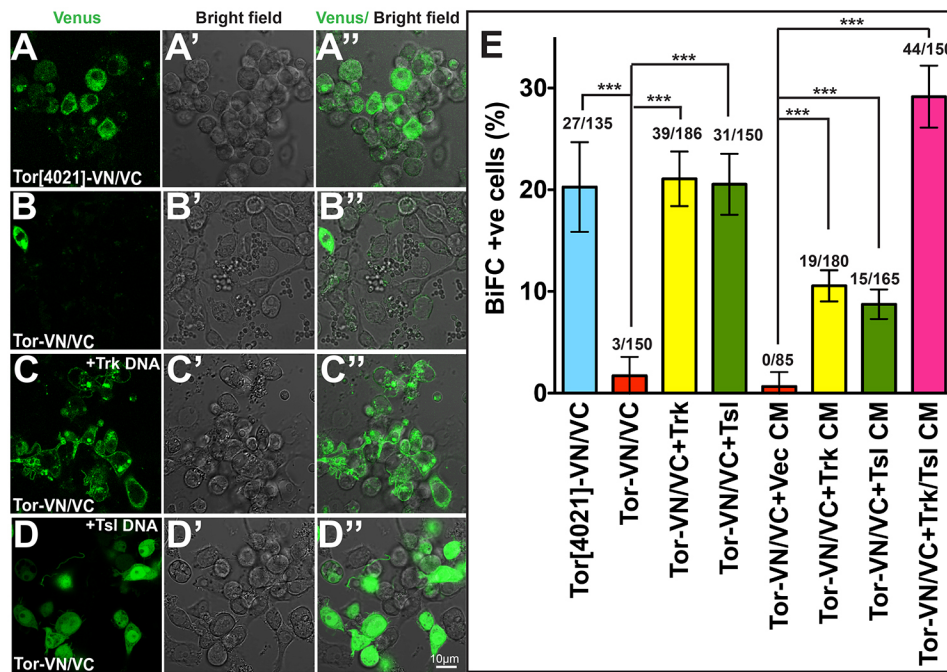 Venus Bright field Venus/ Bright field
A A' A''
Tor[4021]-VN/VC
B B' B''
Tor-VN/VC
+Trk DNA
C C' C''
Tor-VN/VC
+Tsl DNA
D D' D''
Tor-VN/VC
10μm
E
BiFC +ve cells (%)
30
20
10
0
***
***
***
***
***
***
27/135
3/150
39/186
31/150
0/85
19/180
15/165
44/150
Tor[4021]-VN/VC
Tor-VN/VC
Tor-VN/VC+Trk
Tor-VN/VC+Tsl
Tor-VN/VC+Vec CM
Tor-VN/VC+Trk CM
Tor-VN/VC+Tsl CM
Tor-VN/VC+Trk/Tsl CM